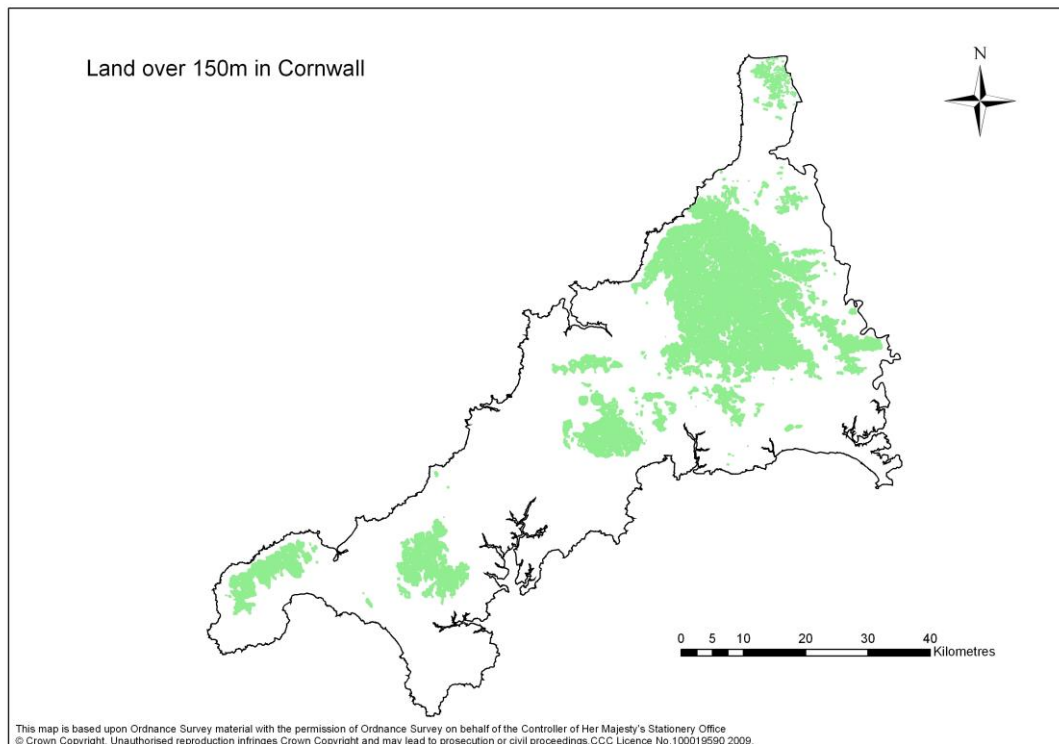 Land over 150m in Cornwall
N
0 5 10 20 30 40
Kilometres
This map is based upon Ordnance Survey material with the permission of Ordnance Survey on behalf of the Controller of Her Majesty's Stationery Office
© Crown Copyright. Unauthorised reproduction infringes Crown Copyright and may lead to prosecution or civil proceedings.CCC Licence No.100019590 2009.